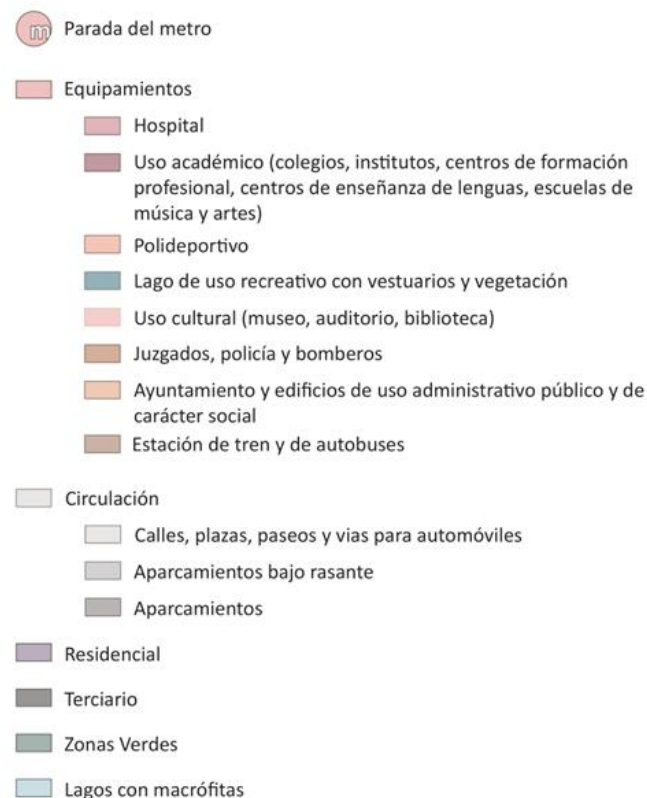 m Parada del metro
Equipamientos
Hospital
Uso académico (colegios, institutos, centros de formación
profesional, centros de enseñanza de lenguas, escuelas de
música y artes)
Polideportivo
Lago de uso recreativo con vestuarios y vegetación
Uso cultural (museo, auditorio, biblioteca)
Juzgados, policía y bomberos
Ayuntamiento y edificios de uso administrativo público y de
carácter social
Estación de tren y de autobuses
Circulación
Calles, plazas, paseos y vias para automóviles
Aparcamientos bajo rasante
Aparcamientos
Residencial
Terciario
Zonas Verdes
Lagos con macrófitas